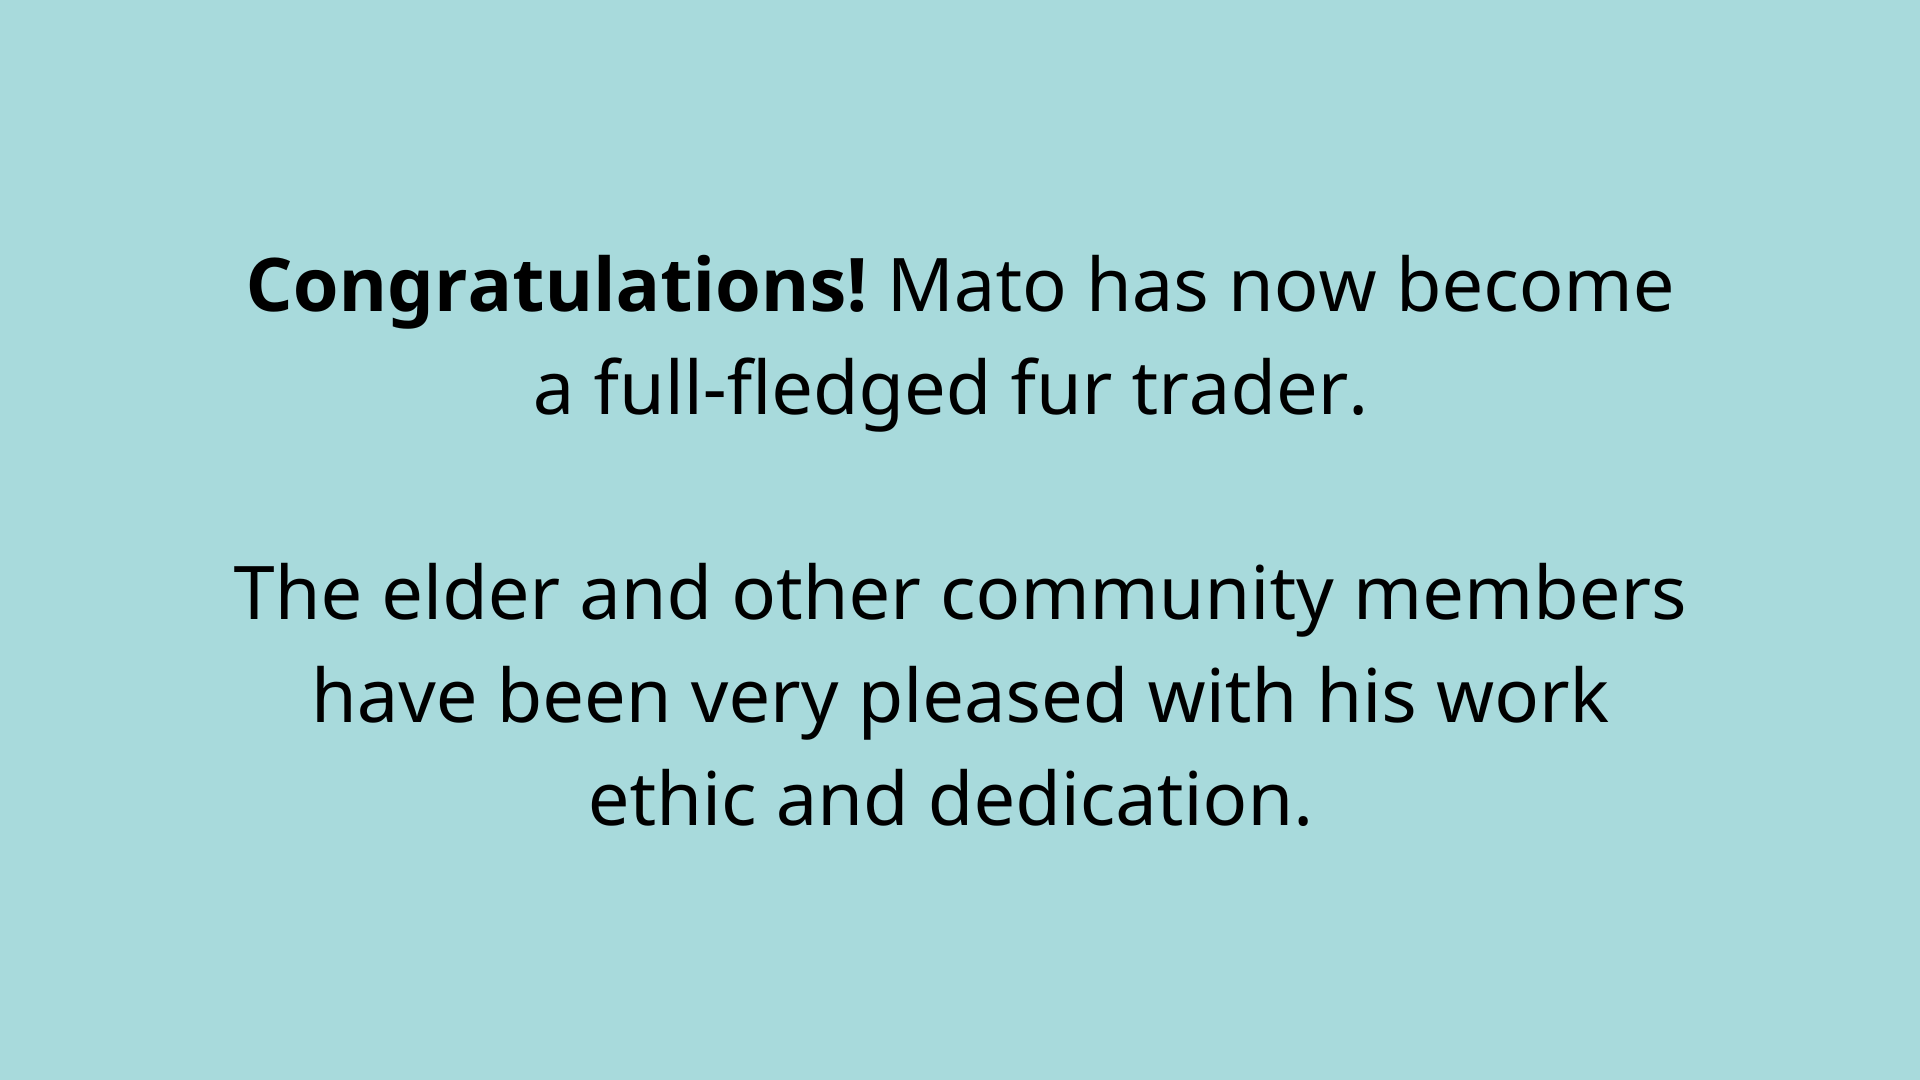 Congratulations! Mato has now become
a full-fledged fur trader.
The elder and other community members
have been very pleased with his work
ethic and dedication.